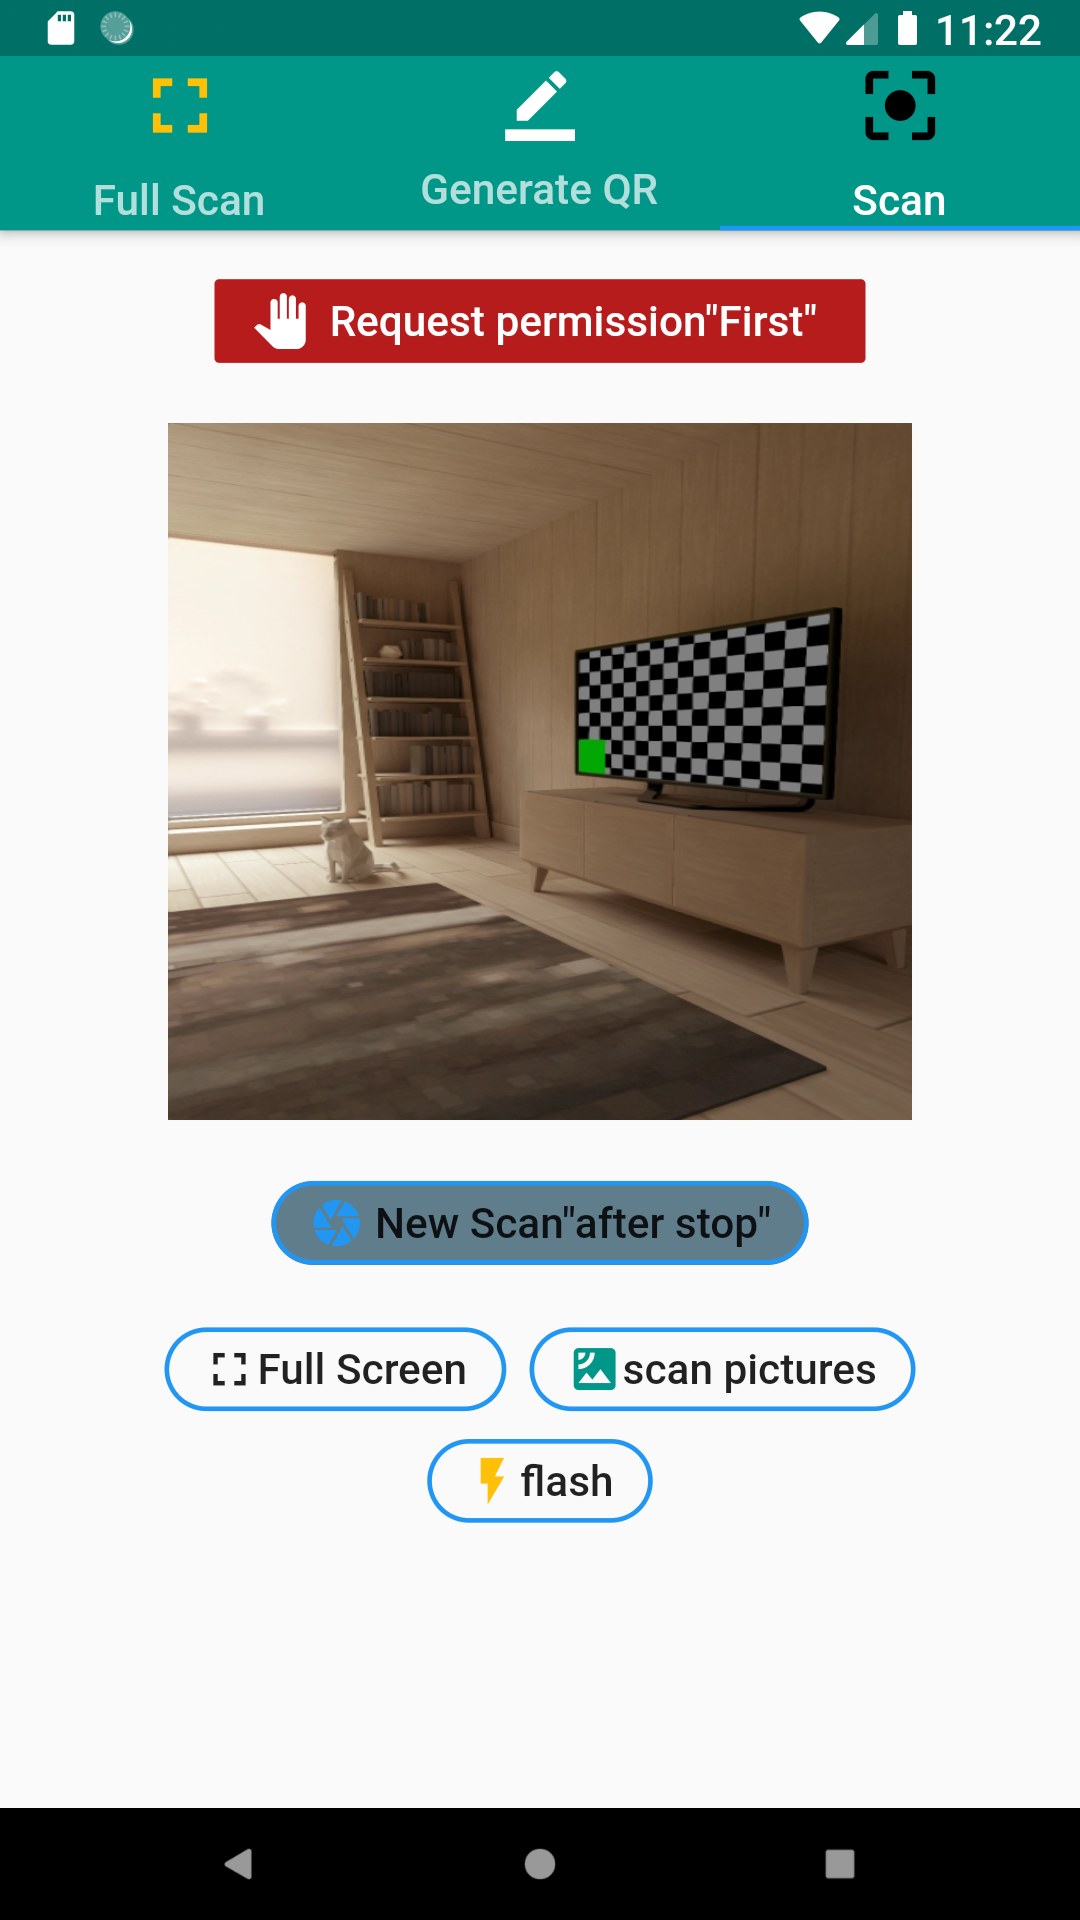 11:22
Full Scan
Generate QR
Scan
Request permission"First"
New Scan"after stop"
Full Screen
scan pictures
flash